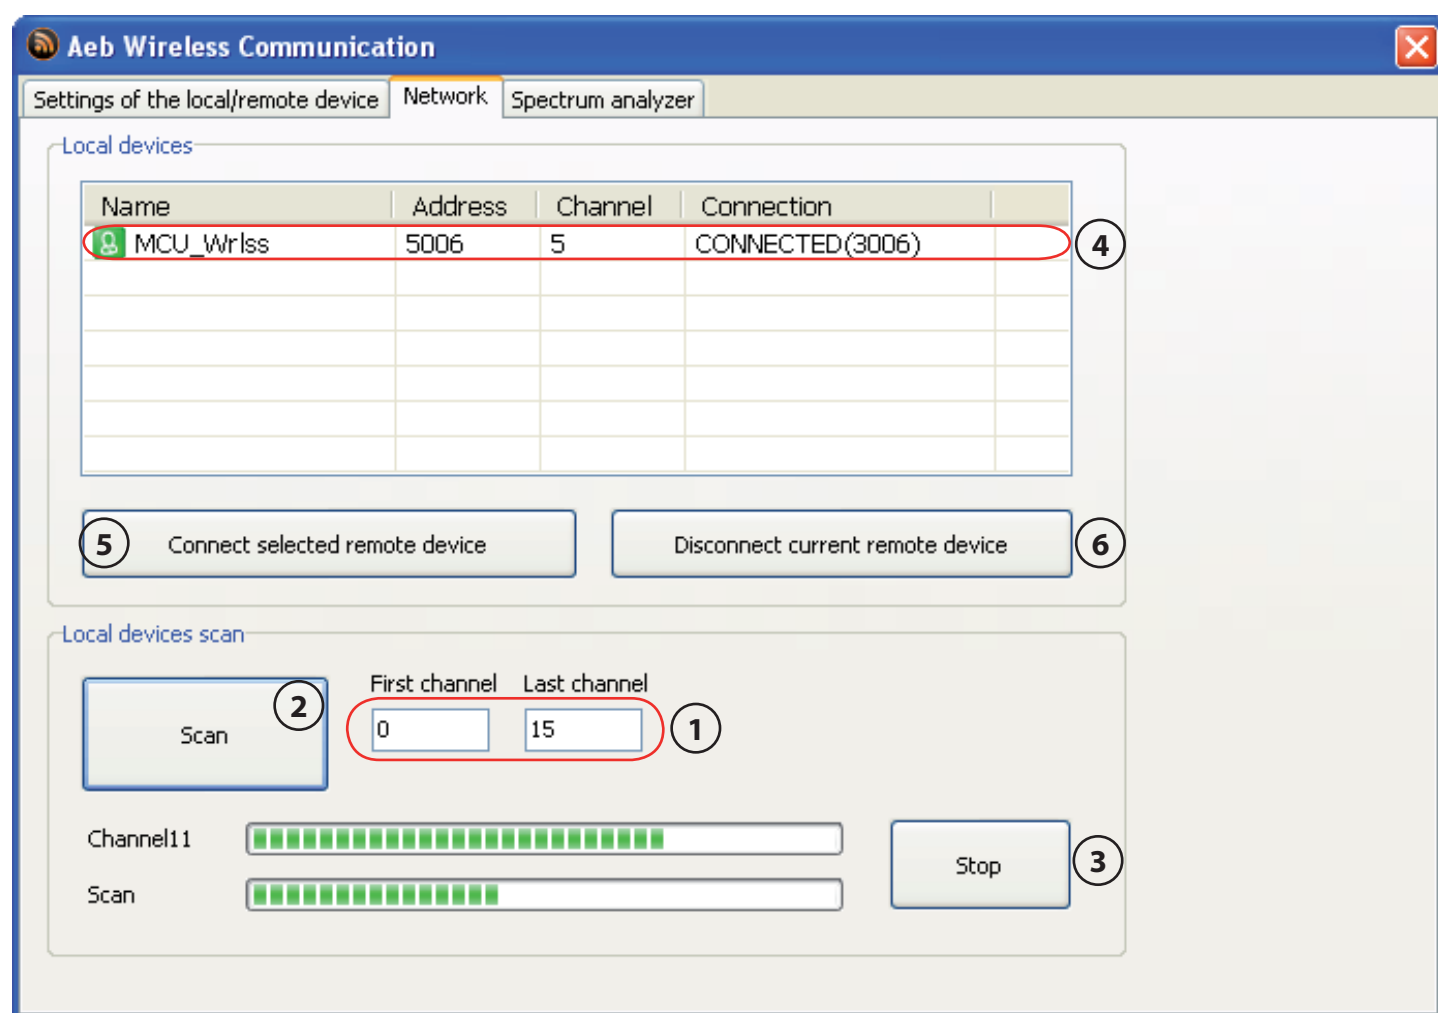 Aeb Wireless Communication
Settings of the local/remote device Network Spectrum analyzer
Local devices
Name Address Channel Connection
MCU_Wrlss 5006 5 CONNECTED(3006) 4
5 Connect selected remote device Disconnect current remote device 6
Local devices scan
First channel Last channel
Scan 2 0 15 1
Channel11
Stop 3
Scan